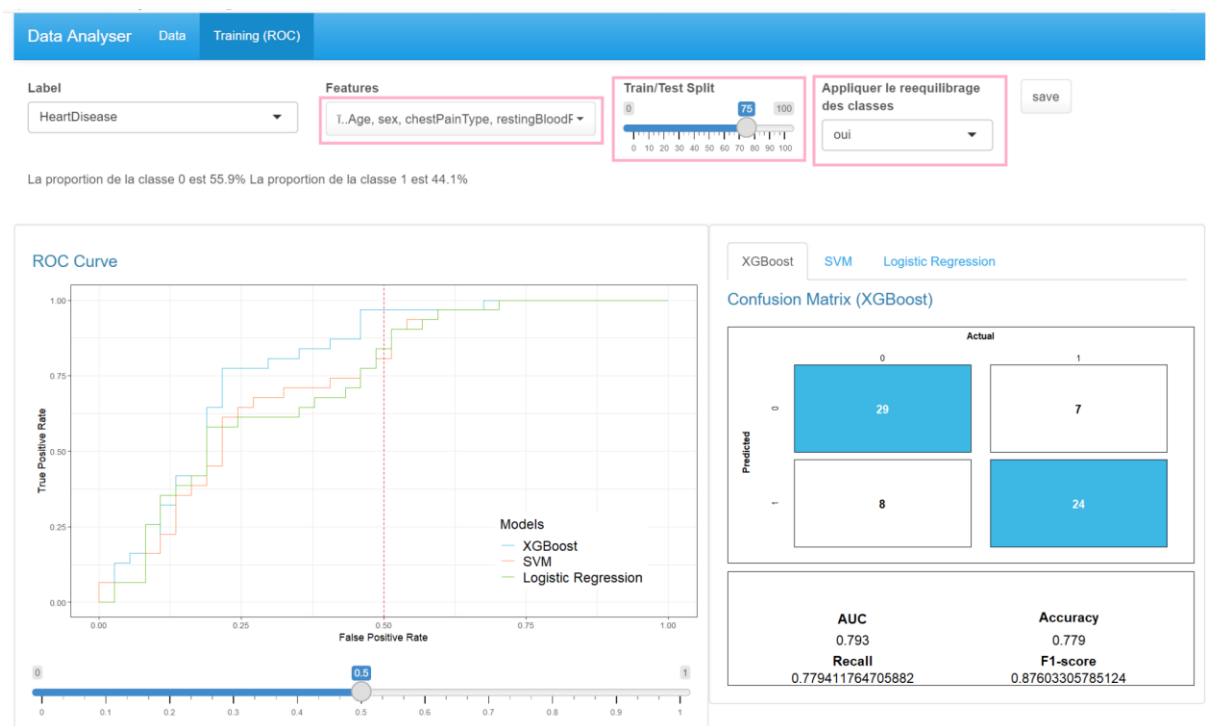 Data Analyser Data Training (ROC)
Label
HeartDisease
Features
ï..Age, sex, chestPainType, restingBloodF
Train/Test Split
0 75 100
0 10 20 30 40 50 60 70 80 90 100
Appliquer le reequilibrage
des classes
oui
save
La proportion de la classe 0 est 55.9% La proportion de la classe 1 est 44.1%
ROC Curve
1.00
0.75
0.50
0.25
0.00
True Positive Rate
0.00 0.25 0.50 0.75 1.00
False Positive Rate
Models
XGBoost
SVM
Logistic Regression
0 0.5 1
0 0.1 0.2 0.3 0.4 0.5 0.6 0.7 0.8 0.9 1
XGBoost SVM Logistic Regression
Confusion Matrix (XGBoost)
Actual
0 1
Predicted
0 29 7
1 8 24
AUC Accuracy
0.793 0.779
Recall F1-score
0.779411764705882 0.87603305785124